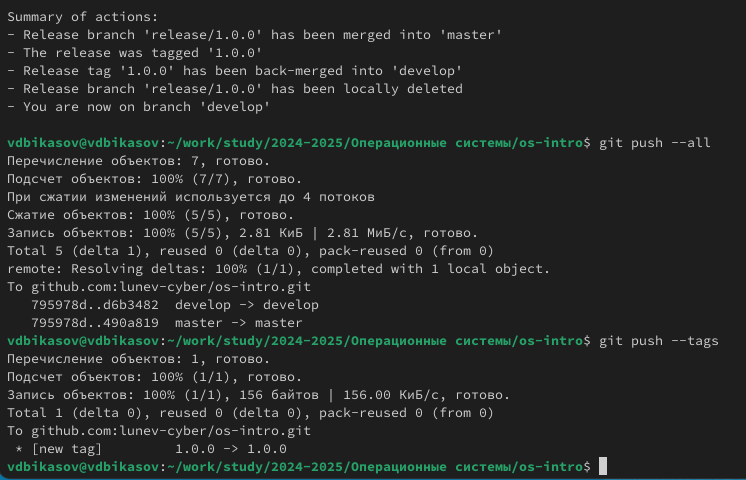 Summary of actions:
- Release branch 'release/1.0.0' has been merged into 'master'
- The release was tagged '1.0.0'
- Release tag '1.0.0' has been back-merged into 'develop'
- Release branch 'release/1.0.0' has been locally deleted
- You are now on branch 'develop'
vdbikasov@vdbikasov:~/work/study/2024-2025/Операционные системы/os-intro$ git push --all
Перечисление объектов: 7, готово.
Подсчет объектов: 100% (7/7), готово.
При сжатии изменений используется до 4 потоков
Сжатие объектов: 100% (5/5), готово.
Запись объектов: 100% (5/5), 2.81 КиБ | 2.81 МиБ/с, готово.
Total 5 (delta 1), reused 0 (delta 0), pack-reused 0 (from 0)
remote: Resolving deltas: 100% (1/1), completed with 1 local object.
To github.com:lunev-cyber/os-intro.git
   795978d..d6b3482  develop -> develop
   795978d..490a819  master -> master
vdbikasov@vdbikasov:~/work/study/2024-2025/Операционные системы/os-intro$ git push --tags
Перечисление объектов: 1, готово.
Подсчет объектов: 100% (1/1), готово.
Запись объектов: 100% (1/1), 156 байтов | 156.00 КиБ/с, готово.
Total 1 (delta 0), reused 0 (delta 0), pack-reused 0 (from 0)
To github.com:lunev-cyber/os-intro.git
 * [new tag]         1.0.0 -> 1.0.0
vdbikasov@vdbikasov:~/work/study/2024-2025/Операционные системы/os-intro$